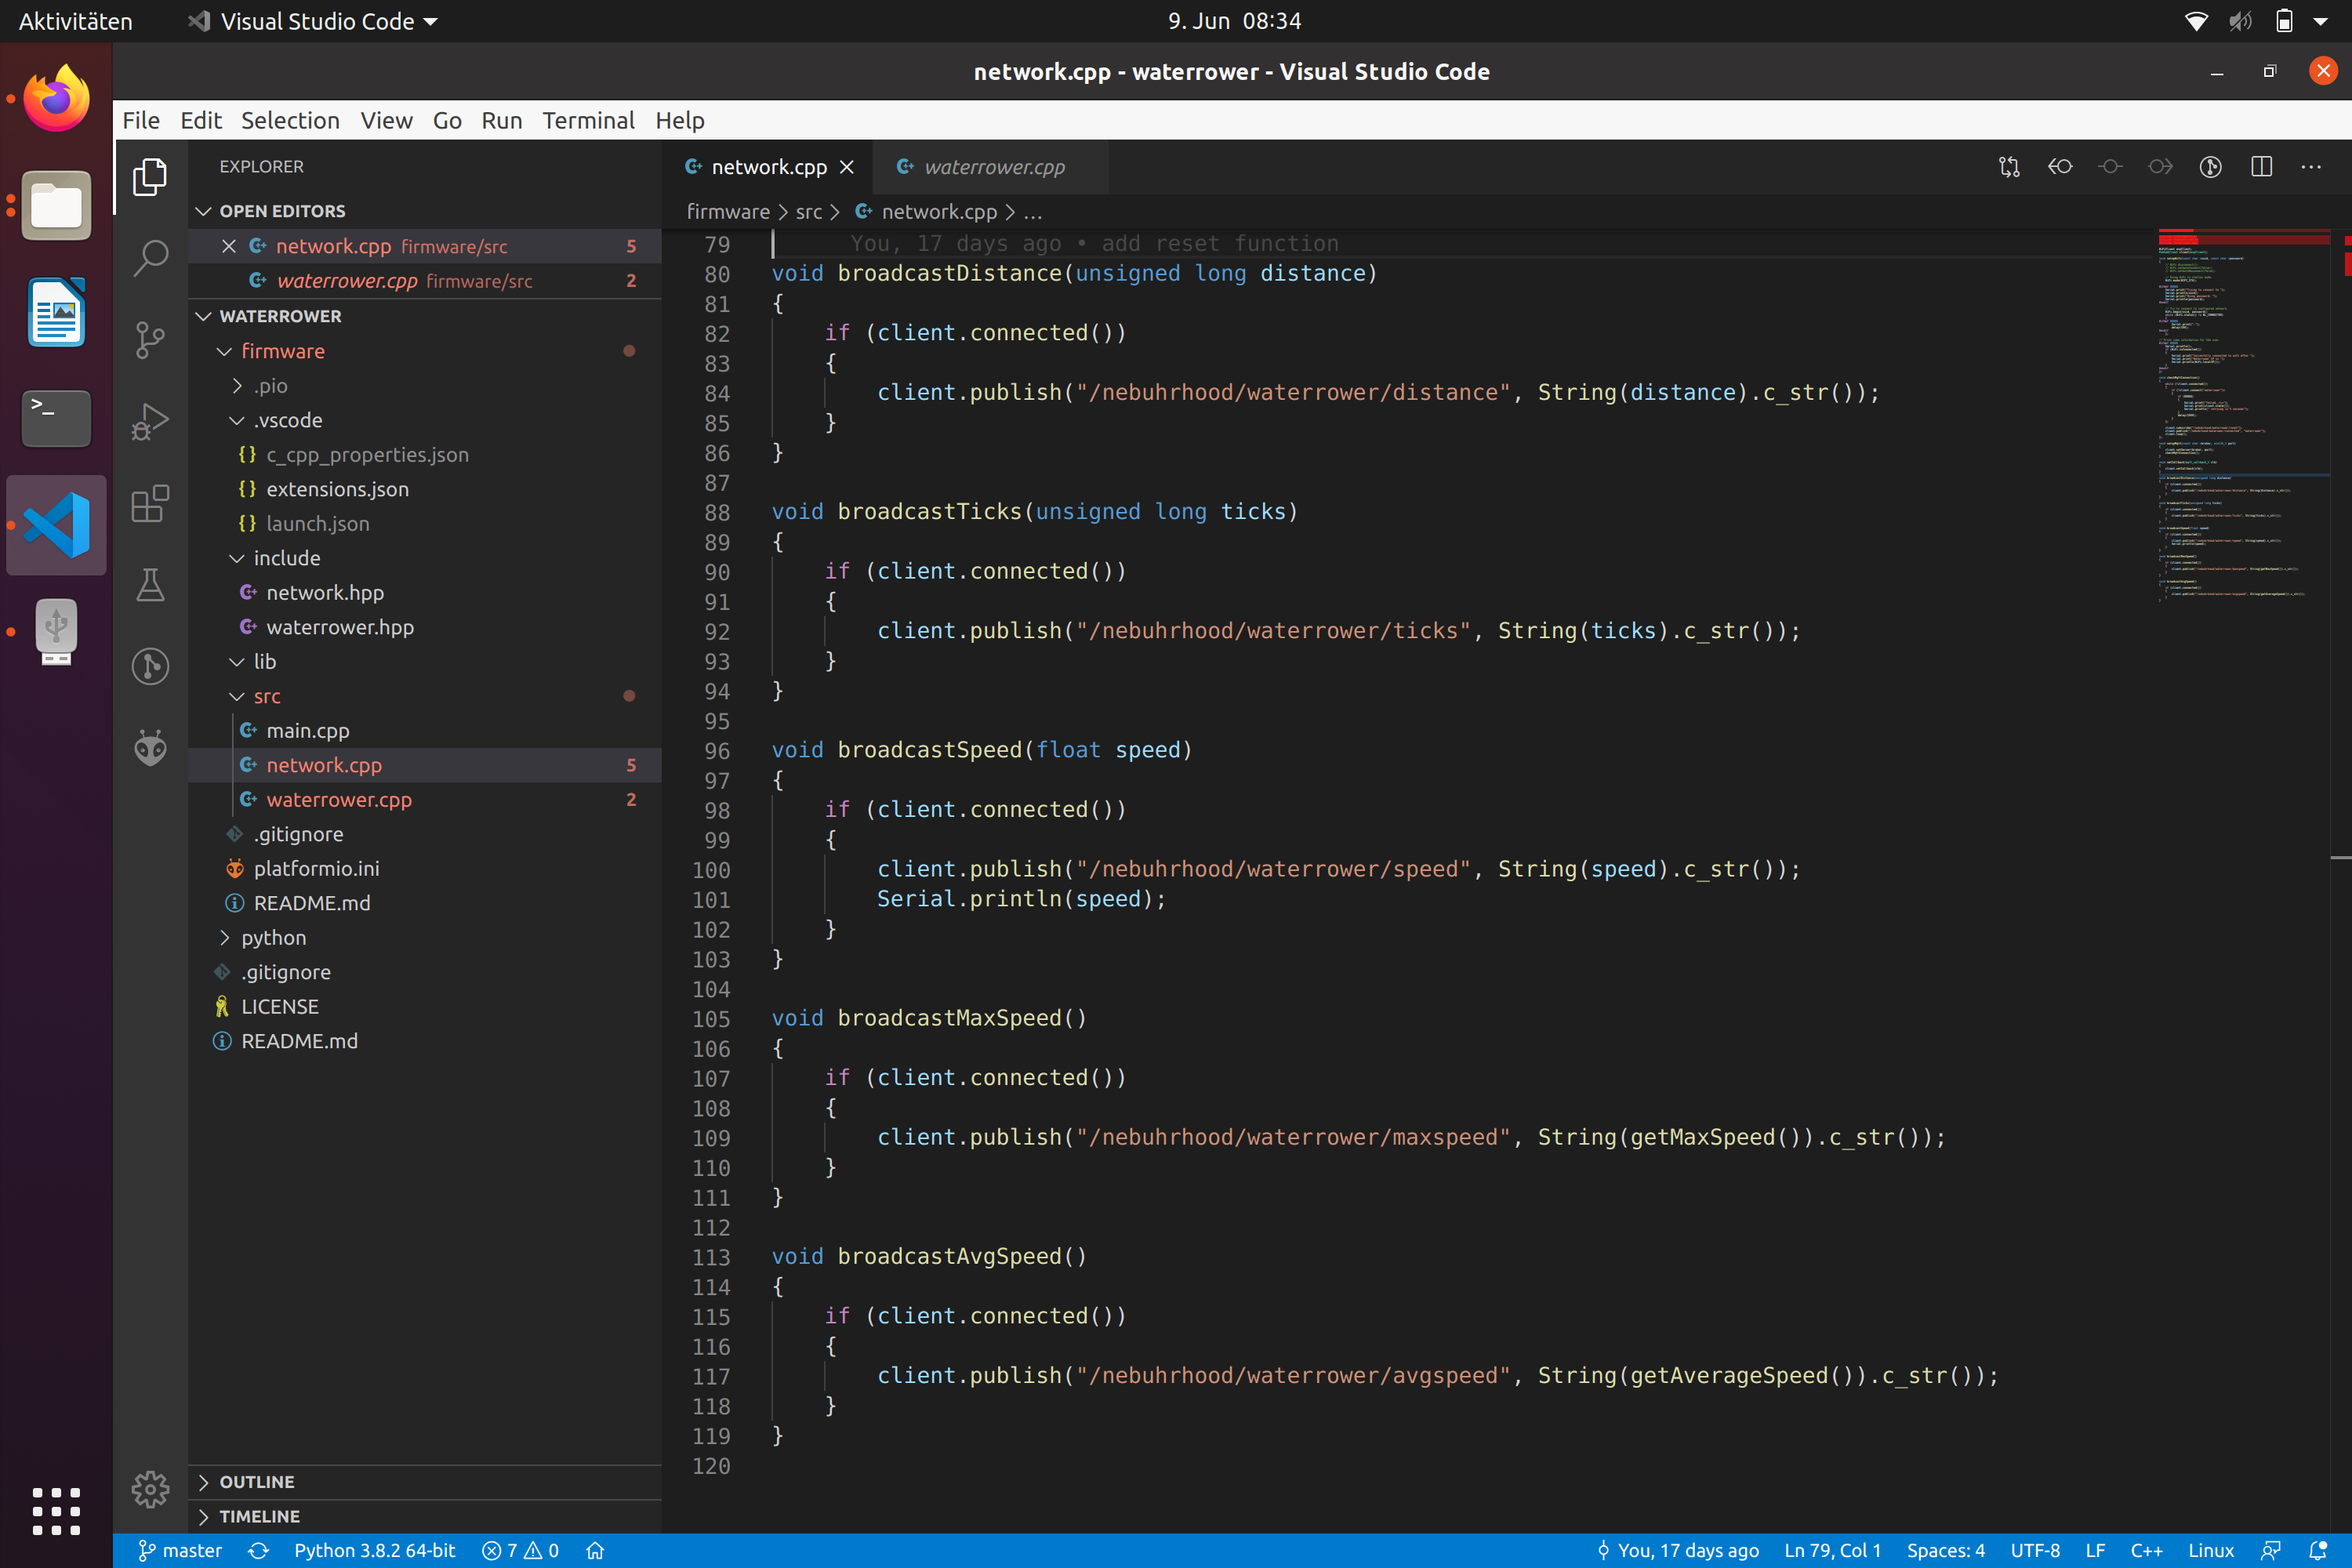 Aktivitäten
Visual Studio Code
9. Jun 08:34
network.cpp - waterrower - Visual Studio Code
File Edit Selection View Go Run Terminal Help
EXPLORER
OPEN EDITORS
network.cpp firmware/src 5
waterrower.cpp firmware/src 2
WATERROWER
firmware
.pio
.vscode
{} c_cpp_properties.json
{} extensions.json
{} launch.json
include
network.hpp
waterrower.hpp
lib
src
main.cpp
network.cpp 5
waterrower.cpp 2
.gitignore
platformio.ini
README.md
python
.gitignore
LICENSE
README.md
OUTLINE
TIMELINE
network.cpp
waterrower.cpp
firmware > src > network.cpp > ...
79 You, 17 days ago • add reset function
80 void broadcastDistance(unsigned long distance)
81 {
82 if (client.connected())
83 {
84 client.publish("/nebuhrhood/waterrower/distance", String(distance).c_str());
85 }
86 }
87
88 void broadcastTicks(unsigned long ticks)
89 {
90 if (client.connected())
91 {
92 client.publish("/nebuhrhood/waterrower/ticks", String(ticks).c_str());
93 }
94 }
95
96 void broadcastSpeed(float speed)
97 {
98 if (client.connected())
99 {
100 client.publish("/nebuhrhood/waterrower/speed", String(speed).c_str());
101 Serial.println(speed);
102 }
103 }
104
105 void broadcastMaxSpeed()
106 {
107 if (client.connected())
108 {
109 client.publish("/nebuhrhood/waterrower/maxspeed", String(getMaxSpeed()).c_str());
110 }
111 }
112
113 void broadcastAvgSpeed()
114 {
115 if (client.connected())
116 {
117 client.publish("/nebuhrhood/waterrower/avgspeed", String(getAverageSpeed()).c_str());
118 }
119 }
120
master
Python 3.8.2 64-bit
7 0
You, 17 days ago
Ln 79, Col 1
Spaces: 4
UTF-8
LF
C++
Linux